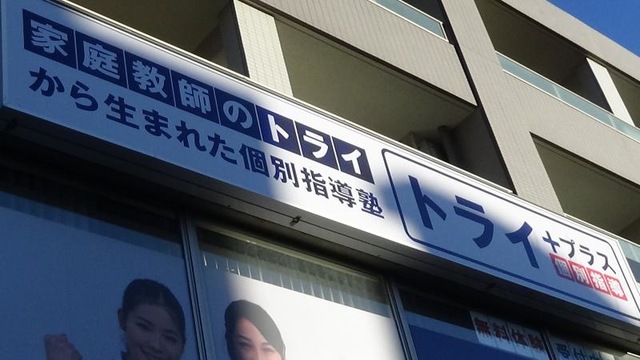 家庭教師のトライ
から生まれた個別指導塾
トライ+プラス
個別指導
無料体験